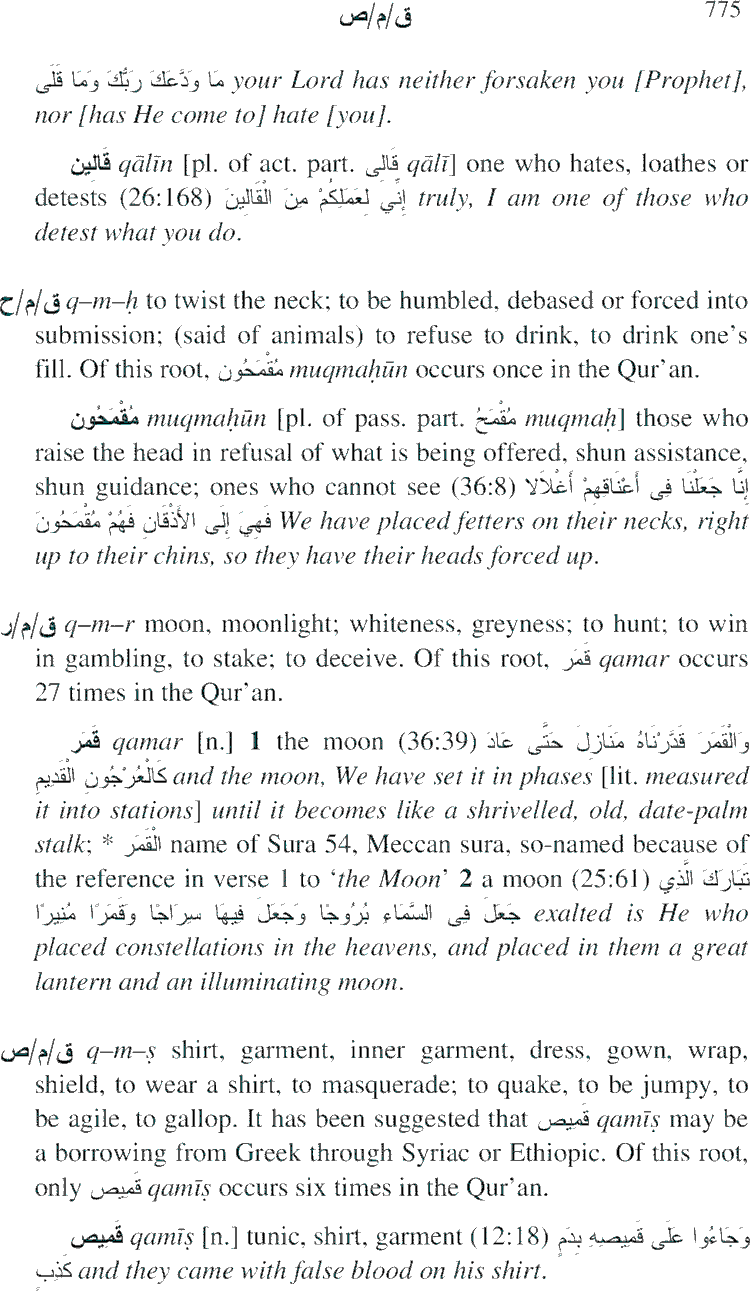 ق/م/ص 775
مَا وَدَّعَكَ رَبُّكَ وَمَا قَلَى your Lord has neither forsaken you [Prophet],
nor [has He come to] hate [you].
قَالِين qālīn [pl. of act. part. قَالِى qālī] one who hates, loathes or
detests (26:168) إِنِّي لِعَمَلِكُمْ مِنَ الْقَالِينَ truly, I am one of those who
detest what you do.
ق/م/ح q–m–ḥ to twist the neck; to be humbled, debased or forced into
submission; (said of animals) to refuse to drink, to drink one’s
fill. Of this root, مُقْمَحُون muqmaḥūn occurs once in the Qur’an.
مُقْمَحُون muqmaḥūn [pl. of pass. part. مُقْمَحُ muqmaḥ] those who
raise the head in refusal of what is being offered, shun assistance,
shun guidance; ones who cannot see (36:8) إِنَّا جَعَلْنَا فِى أَعْنَاقِهِمْ أَغْلَالا
فَهِيَ إِلَى الأَذْقَانِ فَهُمْ مُقْمَحُونَ We have placed fetters on their necks, right
up to their chins, so they have their heads forced up.
ق/م/ر q–m–r moon, moonlight; whiteness, greyness; to hunt; to win
in gambling, to stake; to deceive. Of this root, قَمَر qamar occurs
27 times in the Qur’an.
قَمَر qamar [n.] 1 the moon (36:39) وَالْقَمَرَ قَدَّرْنَاهُ مَنَازِلَ حَتَّى عَادَ
كَالْعُرْجُونِ الْقَدِيمِ and the moon, We have set it in phases [lit. measured
it into stations] until it becomes like a shrivelled, old, date-palm
stalk; * الْقَمَر name of Sura 54, Meccan sura, so-named because of
the reference in verse 1 to ‘the Moon’ 2 a moon (25:61) تَبَارَكَ الَّذِي
جَعَلَ فِى السَّمَاءِ بُرُوجًا وَجَعَلَ فِيهَا سِرَاجًا وَقَمَرًا مُنِيرًا exalted is He who
placed constellations in the heavens, and placed in them a great
lantern and an illuminating moon.
ق/م/ص q–m–ṣ shirt, garment, inner garment, dress, gown, wrap,
shield, to wear a shirt, to masquerade; to quake, to be jumpy, to
be agile, to gallop. It has been suggested that قَمِيص qamīṣ may be
a borrowing from Greek through Syriac or Ethiopic. Of this root,
only قَمِيص qamīṣ occurs six times in the Qur’an.
قَمِيص qamīṣ [n.] tunic, shirt, garment (12:18) وَجَاءُوا عَلَى قَمِيصِهِ بِدَمٍ
كَذِبٍ and they came with false blood on his shirt.